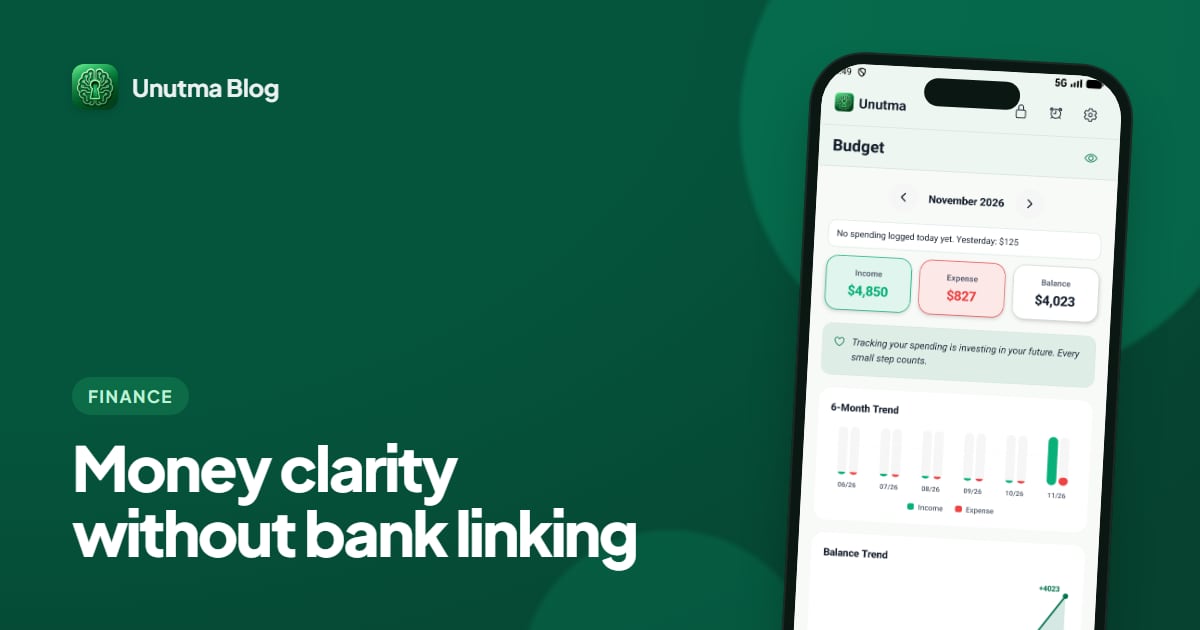 Unutma Blog
FINANCE
Money clarity
without bank linking
:49
5G
Unutma
Budget
November 2026
No spending logged today yet. Yesterday: $125
Income
$4,850
Expense
$827
Balance
$4,023
Tracking your spending is investing in your future. Every
small step counts.
6-Month Trend
06/26 07/26 08/26 09/26 10/26 11/26
Income Expense
Balance Trend
+4023